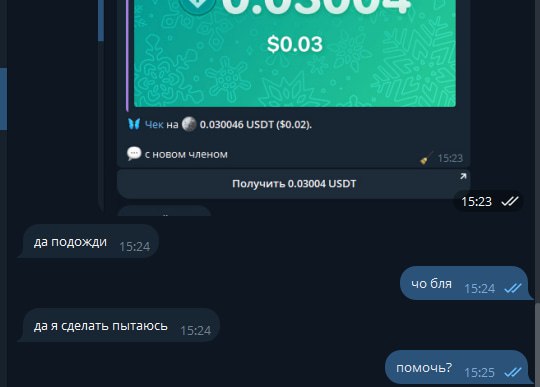 0.03004
$0.03
Чек на 0.030046 USDT ($0.02).
с новом членом
15:23
Получить 0.03004 USDT
15:23
да подожди 15:24
чо бля 15:24
да я сделать пытаюсь 15:24
помочь? 15:25